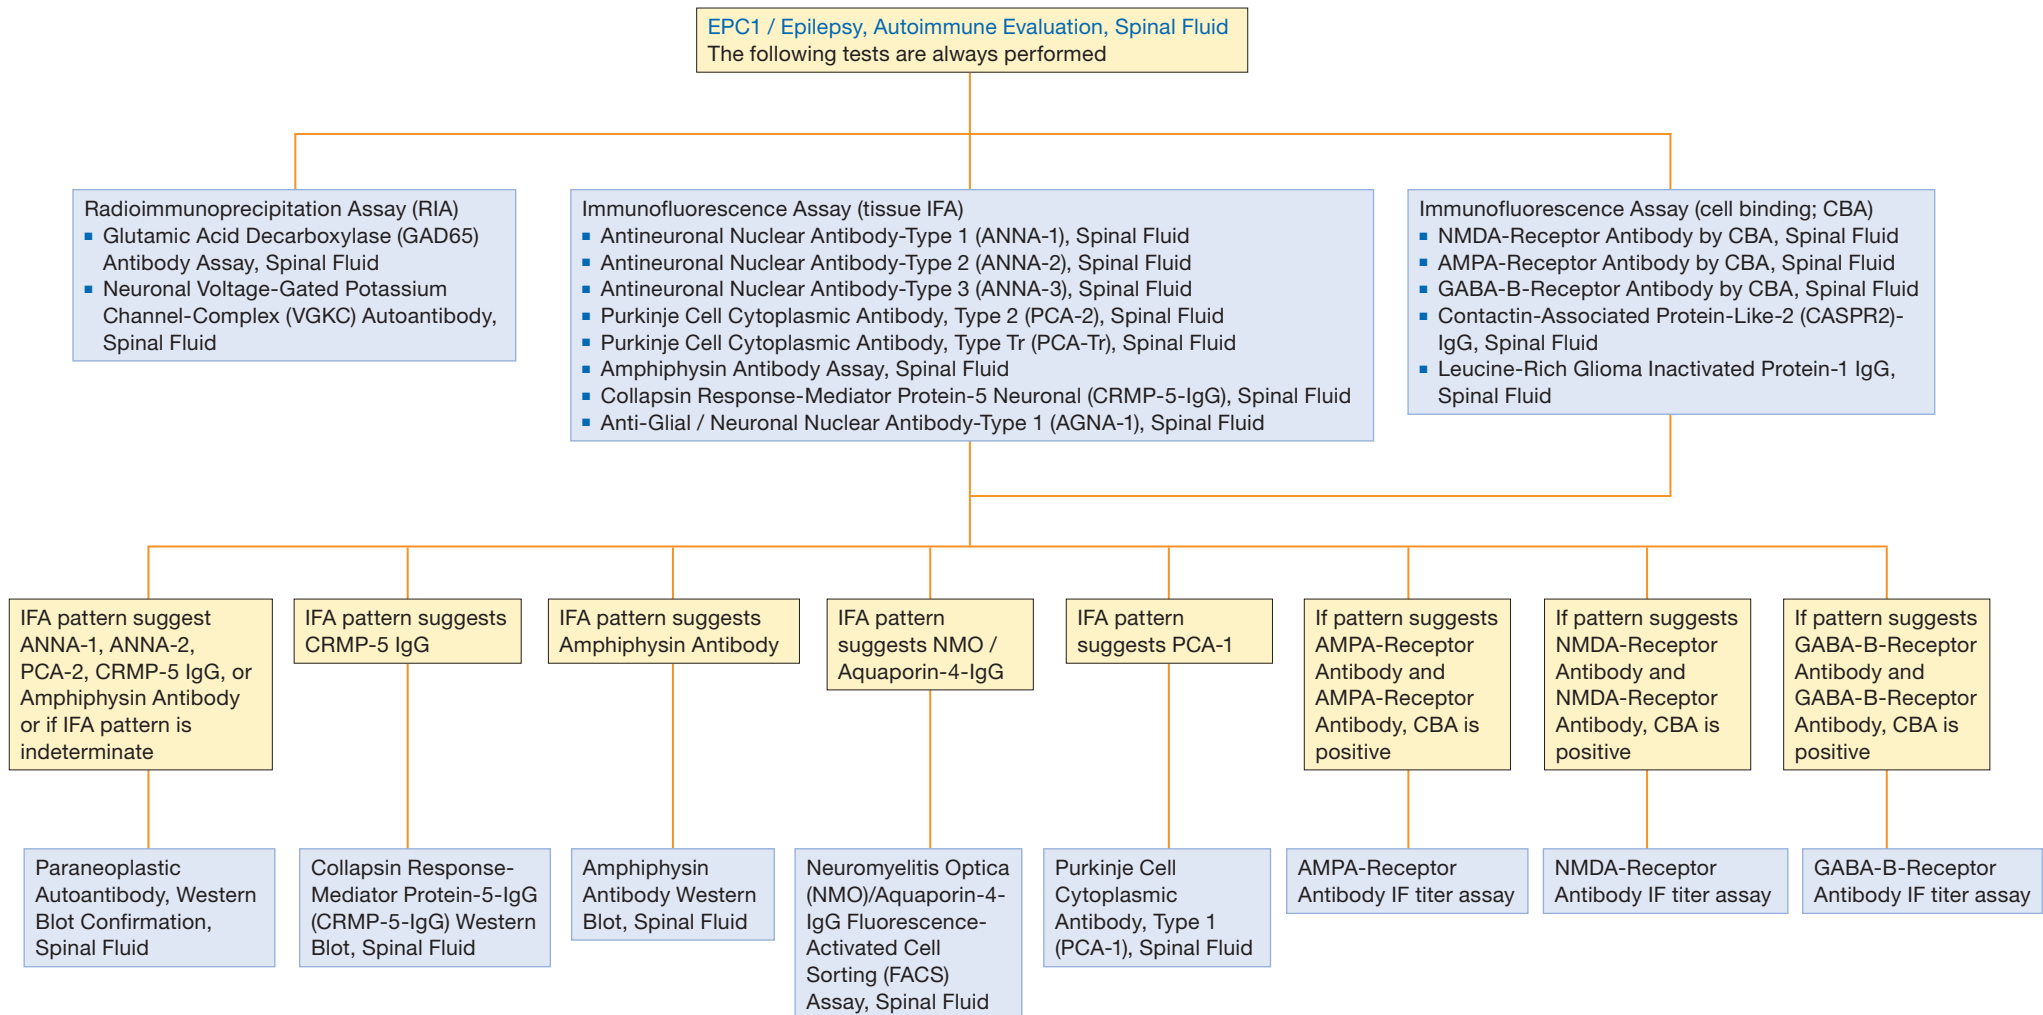 EPC1 / Epilepsy, Autoimmune Evaluation, Spinal Fluid
The following tests are always performed
Radioimmunoprecipitation Assay (RIA)
▪ Glutamic Acid Decarboxylase (GAD65)
Antibody Assay, Spinal Fluid
▪ Neuronal Voltage-Gated Potassium
Channel-Complex (VGKC) Autoantibody,
Spinal Fluid
Immunofluorescence Assay (tissue IFA)
▪ Antineuronal Nuclear Antibody-Type 1 (ANNA-1), Spinal Fluid
▪ Antineuronal Nuclear Antibody-Type 2 (ANNA-2), Spinal Fluid
▪ Antineuronal Nuclear Antibody-Type 3 (ANNA-3), Spinal Fluid
▪ Purkinje Cell Cytoplasmic Antibody, Type 2 (PCA-2), Spinal Fluid
▪ Purkinje Cell Cytoplasmic Antibody, Type Tr (PCA-Tr), Spinal Fluid
▪ Amphiphysin Antibody Assay, Spinal Fluid
▪ Collapsin Response-Mediator Protein-5 Neuronal (CRMP-5-IgG), Spinal Fluid
▪ Anti-Glial / Neuronal Nuclear Antibody-Type 1 (AGNA-1), Spinal Fluid
Immunofluorescence Assay (cell binding; CBA)
▪ NMDA-Receptor Antibody by CBA, Spinal Fluid
▪ AMPA-Receptor Antibody by CBA, Spinal Fluid
▪ GABA-B-Receptor Antibody by CBA, Spinal Fluid
▪ Contactin-Associated Protein-Like-2 (CASPR2)-
IgG, Spinal Fluid
▪ Leucine-Rich Glioma Inactivated Protein-1 IgG,
Spinal Fluid
IFA pattern suggest
ANNA-1, ANNA-2,
PCA-2, CRMP-5 IgG, or
Amphiphysin Antibody
or if IFA pattern is
indeterminate
IFA pattern suggests
CRMP-5 IgG
IFA pattern suggests
Amphiphysin Antibody
IFA pattern
suggests NMO /
Aquaporin-4-IgG
IFA pattern
suggests PCA-1
If pattern suggests
AMPA-Receptor
Antibody and
AMPA-Receptor
Antibody, CBA is
positive
If pattern suggests
NMDA-Receptor
Antibody and
NMDA-Receptor
Antibody, CBA is
positive
If pattern suggests
GABA-B-Receptor
Antibody and
GABA-B-Receptor
Antibody, CBA is
positive
Paraneoplastic
Autoantibody, Western
Blot Confirmation,
Spinal Fluid
Collapsin Response-
Mediator Protein-5-IgG
(CRMP-5-IgG) Western
Blot, Spinal Fluid
Amphiphysin
Antibody Western
Blot, Spinal Fluid
Neuromyelitis Optica
(NMO)/Aquaporin-4-
IgG Fluorescence-
Activated Cell
Sorting (FACS)
Assay, Spinal Fluid
Purkinje Cell
Cytoplasmic
Antibody, Type 1
(PCA-1), Spinal Fluid
AMPA-Receptor
Antibody IF titer assay
NMDA-Receptor
Antibody IF titer assay
GABA-B-Receptor
Antibody IF titer assay